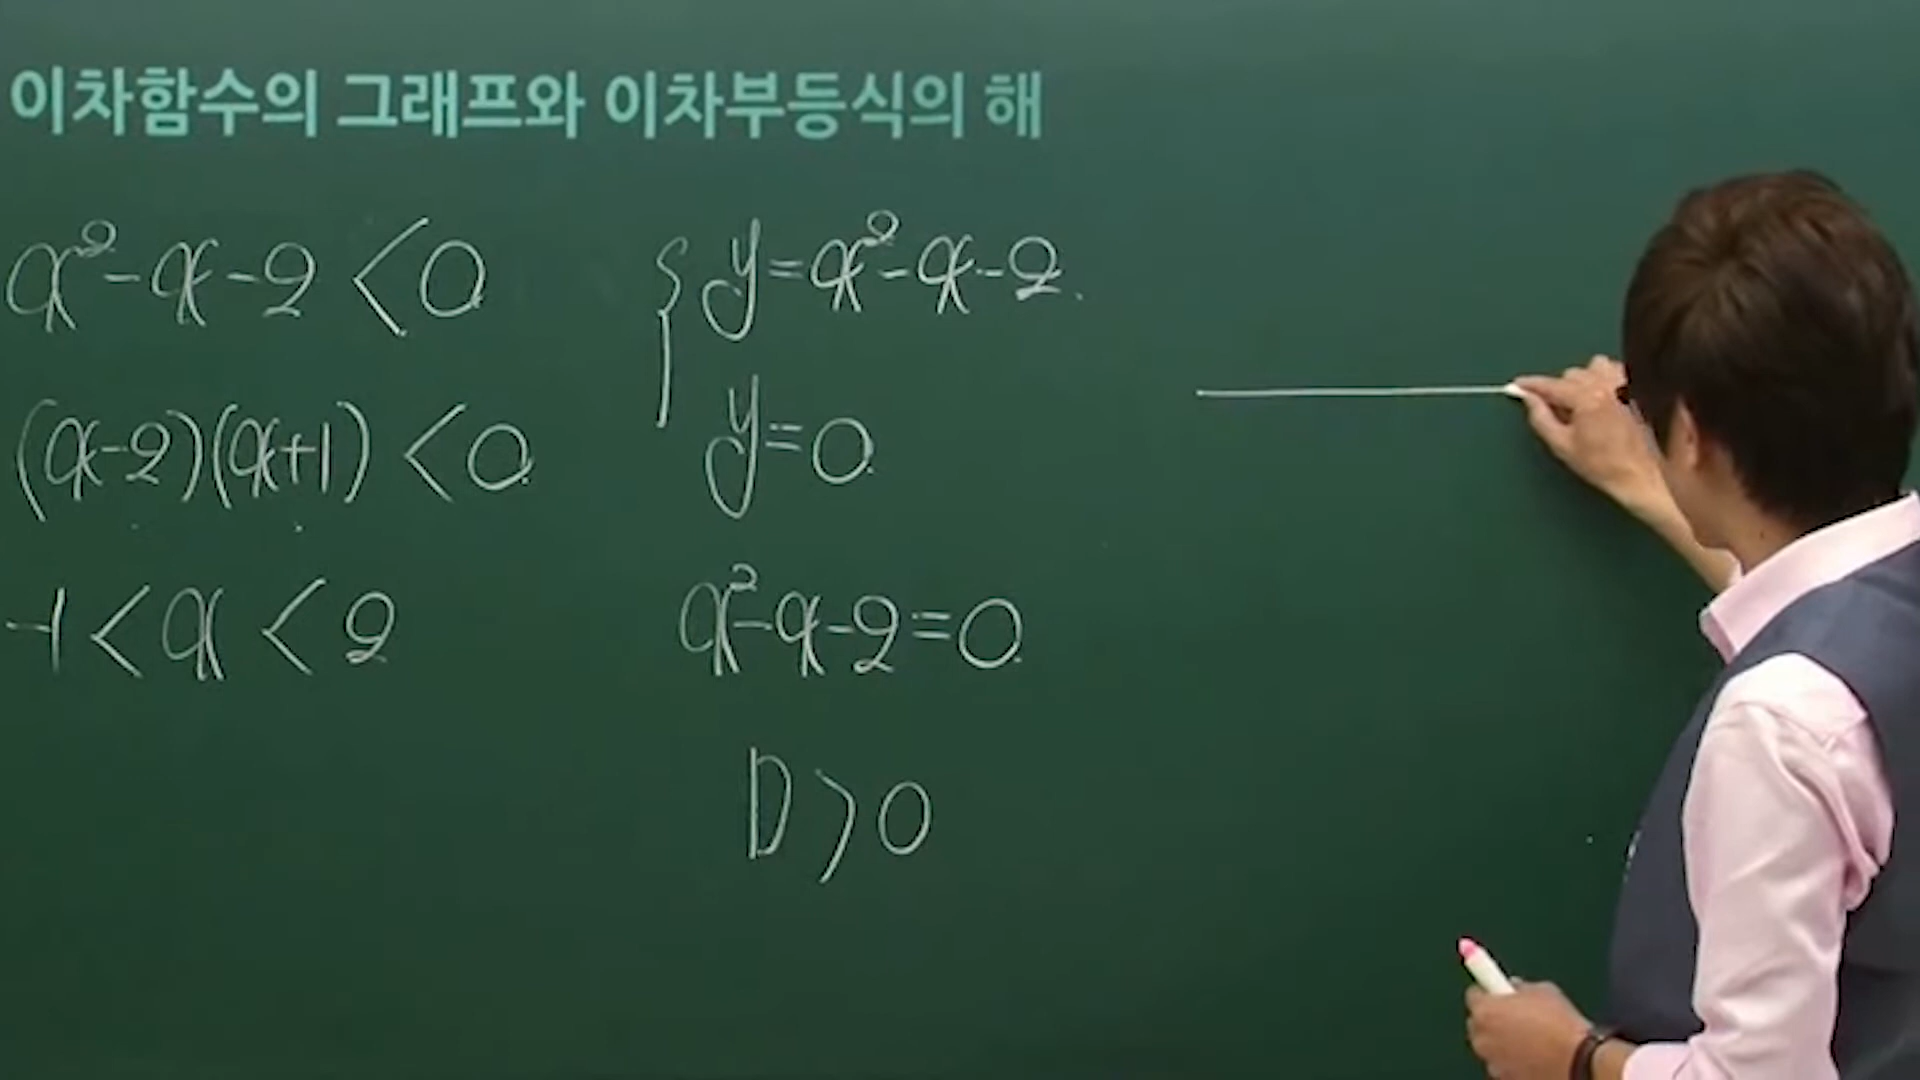 이차함수의 그래프와 이차부등식의 해
x²-x-2<0
(x-2)(x+1)<0
-1<x<2
{ y=x²-x-2
y=0
x²-x-2=0
D>0